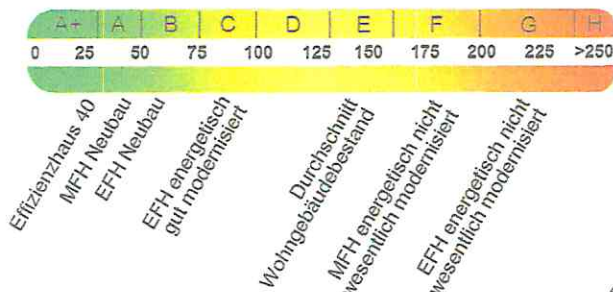 A+ A B C D E F G H
0 25 50 75 100 125 150 175 200 225 >250
Effizienzhaus 40
MFH Neubau
EFH Neubau
EFH energetisch
gut modernisiert
Durchschnitt
Wohngebäudebestand
MFH energetisch nicht
wesentlich modernisiert
EFH energetisch nicht
wesentlich modernisiert